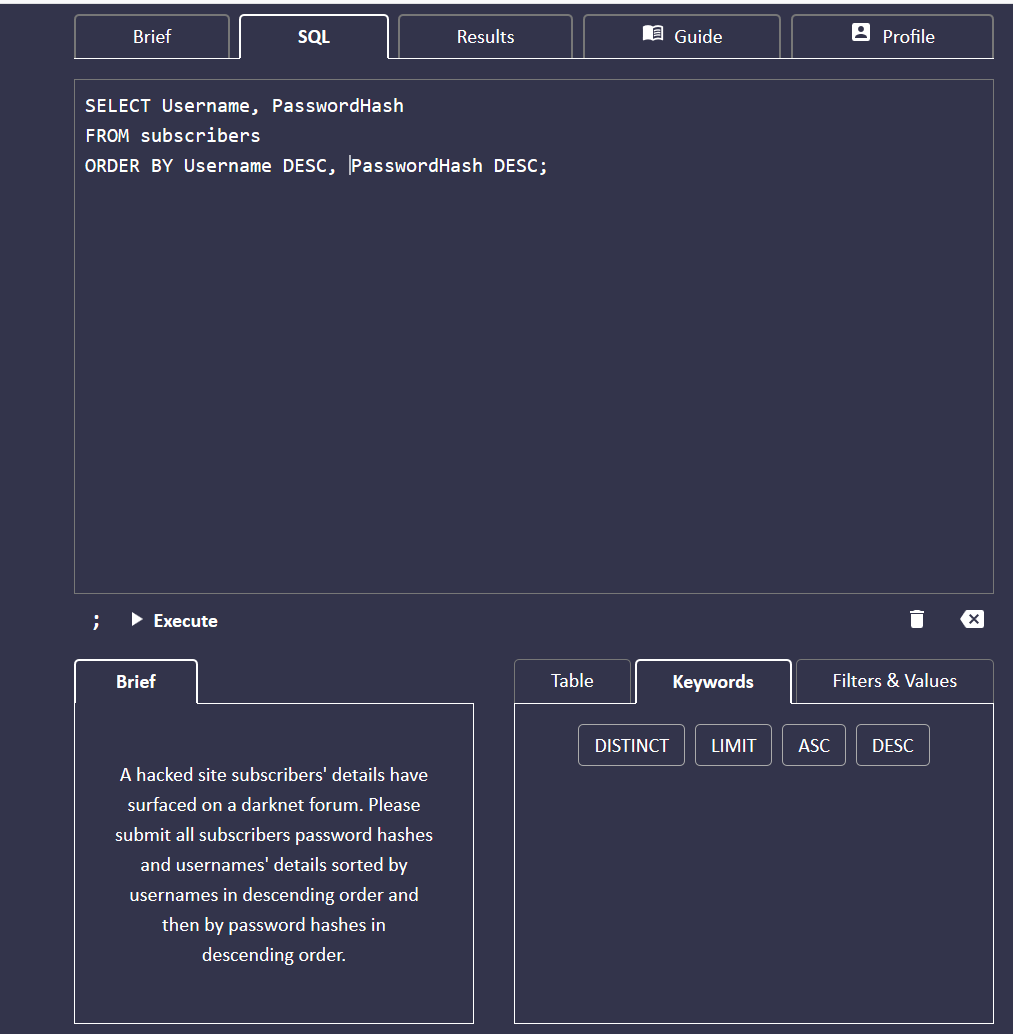 Brief SQL Results Guide Profile
SELECT Username, PasswordHash
FROM subscribers
ORDER BY Username DESC, PasswordHash DESC;
; Execute
Brief
A hacked site subscribers' details have
surfaced on a darknet forum. Please
submit all subscribers password hashes
and usernames' details sorted by
usernames in descending order and
then by password hashes in
descending order.
Table Keywords Filters & Values
DISTINCT LIMIT ASC DESC